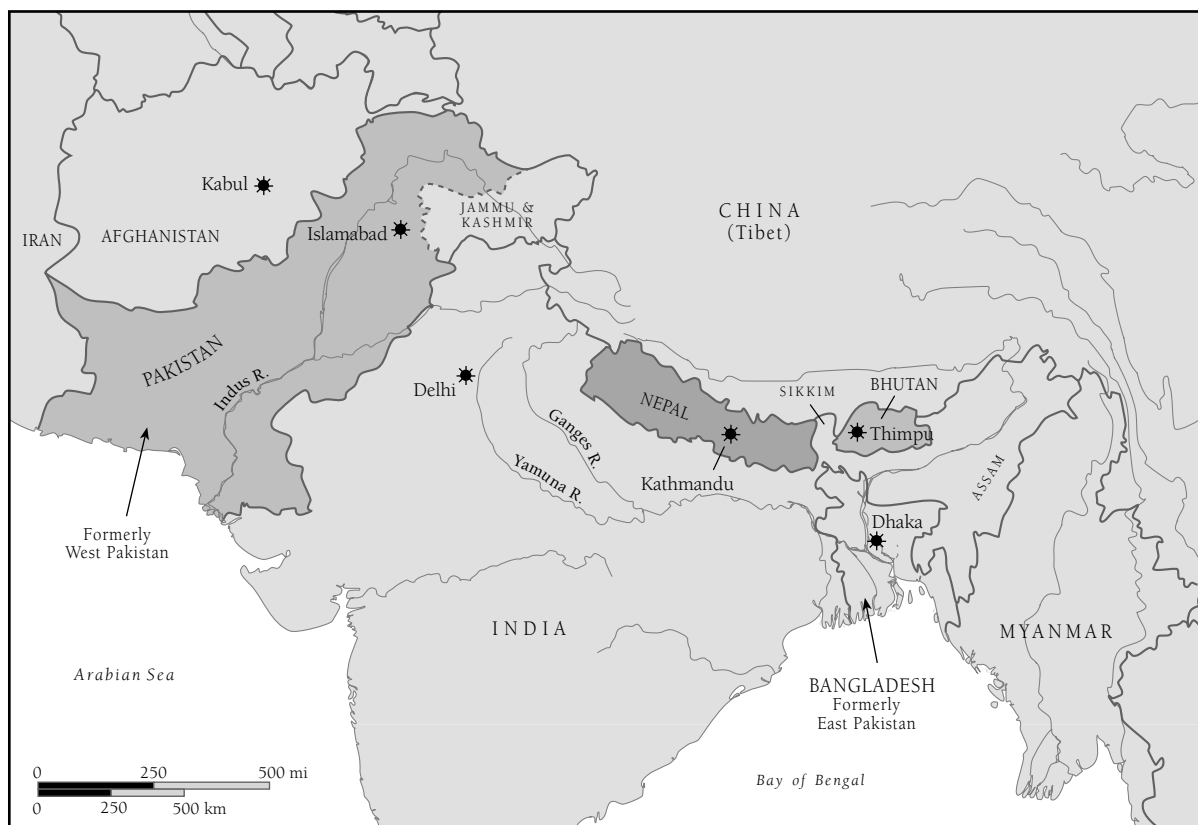 Kabul
IRAN
AFGHANISTAN
Islamabad
JAMMU &
KASHMIR
CHINA
(Tibet)
PAKISTAN
Indus R.
Delhi
Ganges R.
Yamuna R.
NEPAL
Kathmandu
SIKKIM
BHUTAN
Thimpu
ASSAM
Dhaka
Formerly
West Pakistan
INDIA
MYANMAR
Arabian Sea
BANGLADESH
Formerly
East Pakistan
Bay of Bengal
0 250 500 mi
0 250 500 km